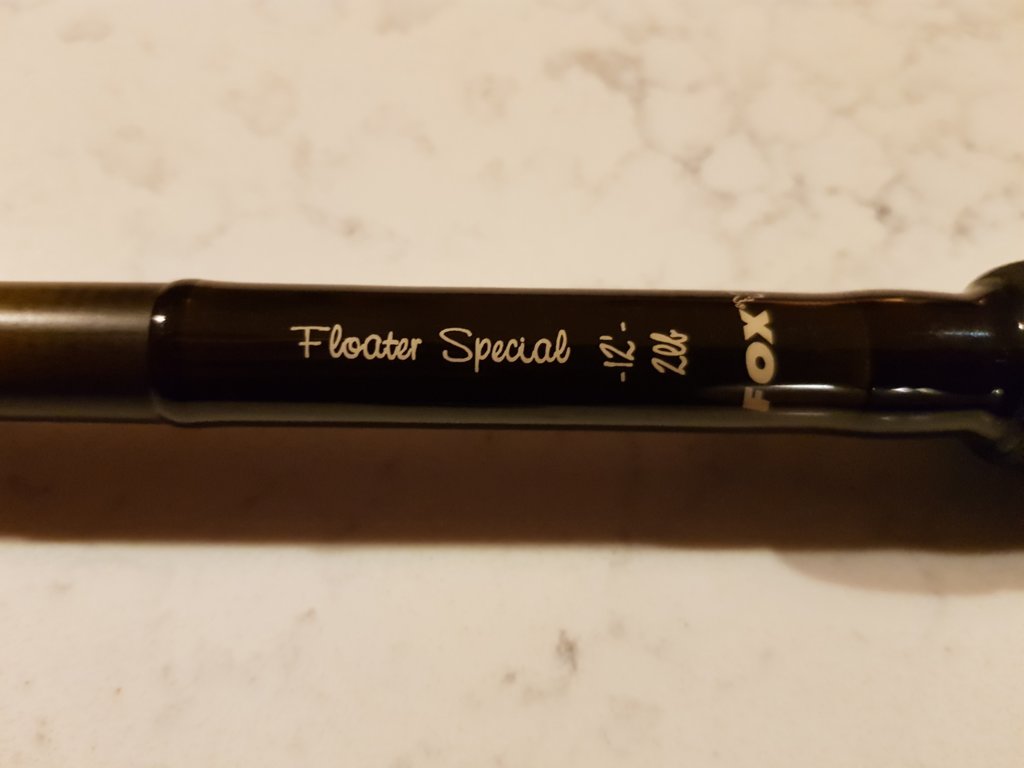 Floater Special
-12'-
2lb
FOX